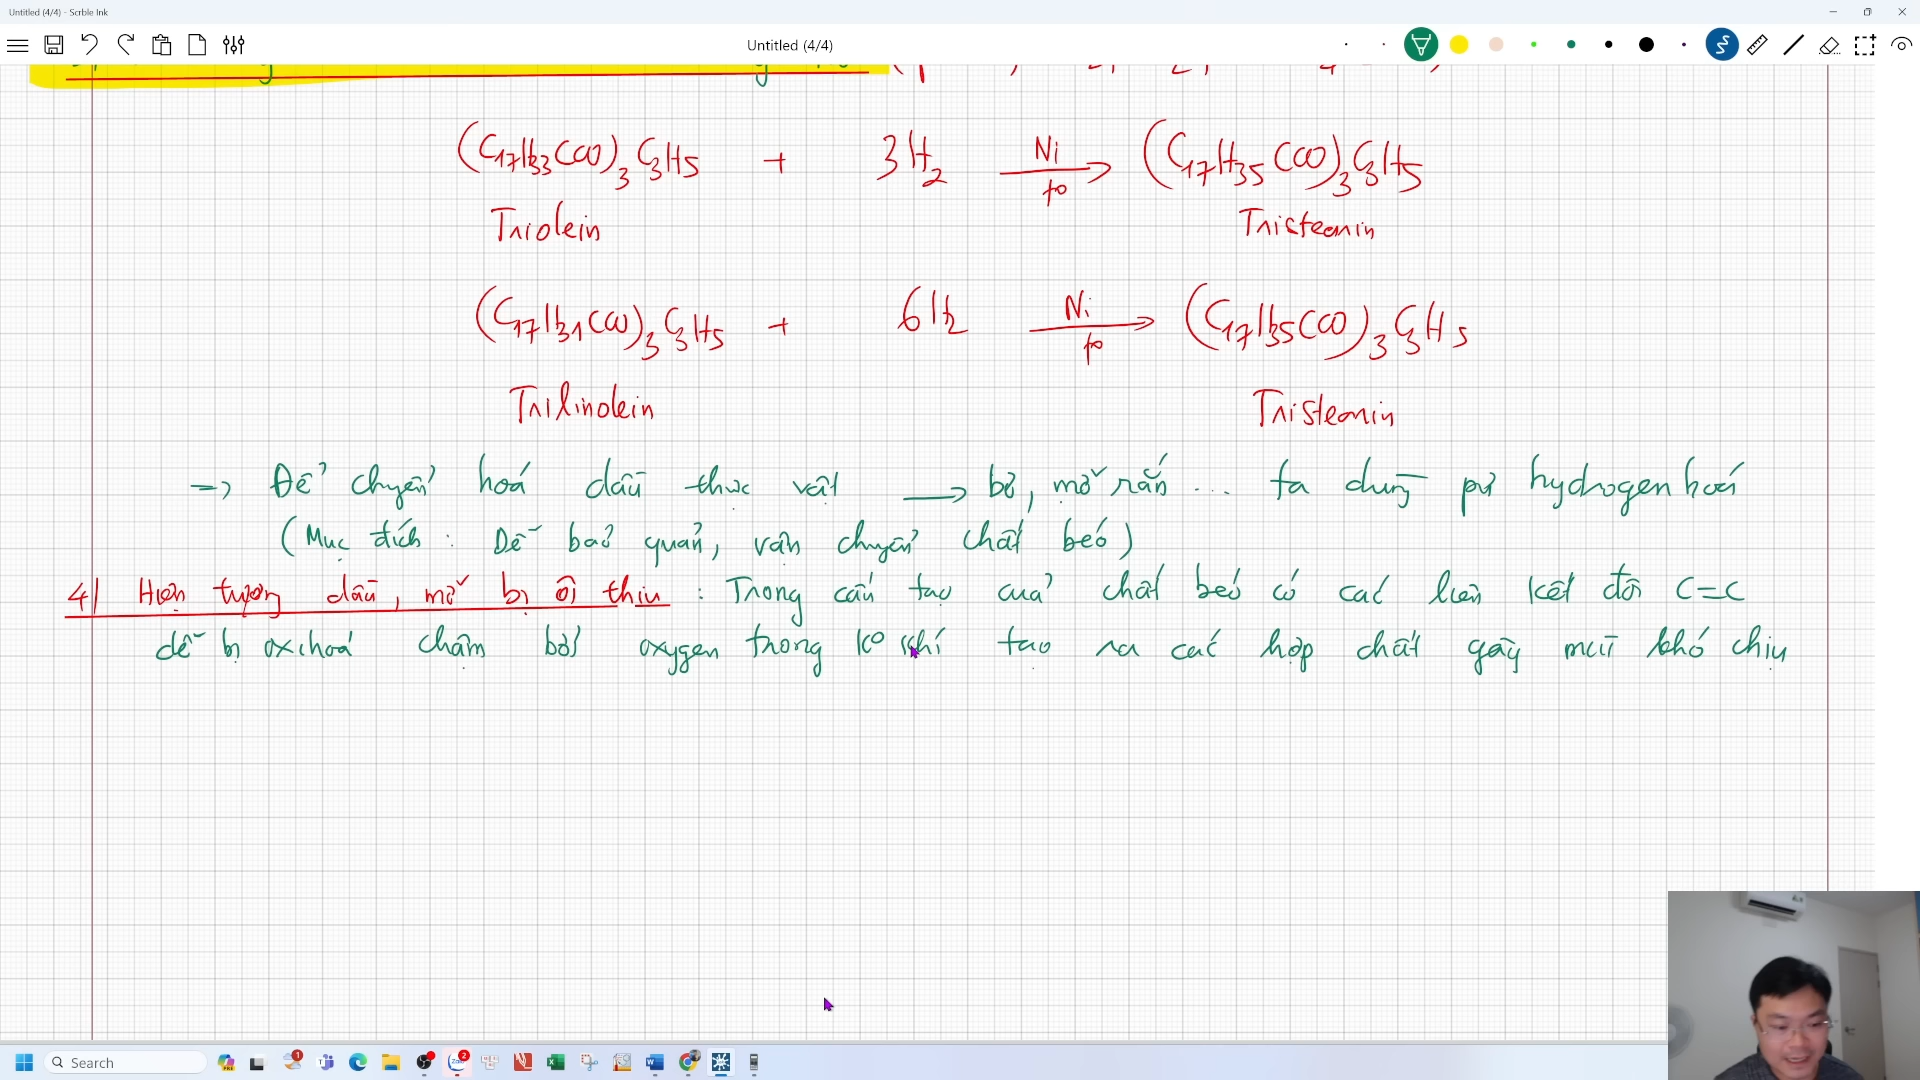 Untitled (4/4) - Scrble Ink
Untitled (4/4)
(C17H33COO)3C3H5 + 3H2 Ni t° (C17H35COO)3C3H5
Triolein Tristearin
(C17H31COO)3C3H5 + 6H2 Ni t° (C17H35COO)3C3H5
Trilinolein Tristearin
=> Để chuyển hoá dầu thực vật → bơ, mỡ rắn ... ta dùng pứ hydrogen hoá
(Mục đích : Dễ bảo quản, vận chuyển chất béo)
4| Hiện tượng dầu, mỡ bị ôi thiu : Trong cấu tạo của chất béo có các liên kết đôi C=C
dễ bị oxi hoá chậm bởi oxygen trong k° khí tạo ra các hợp chất gây mùi khó chịu
Search